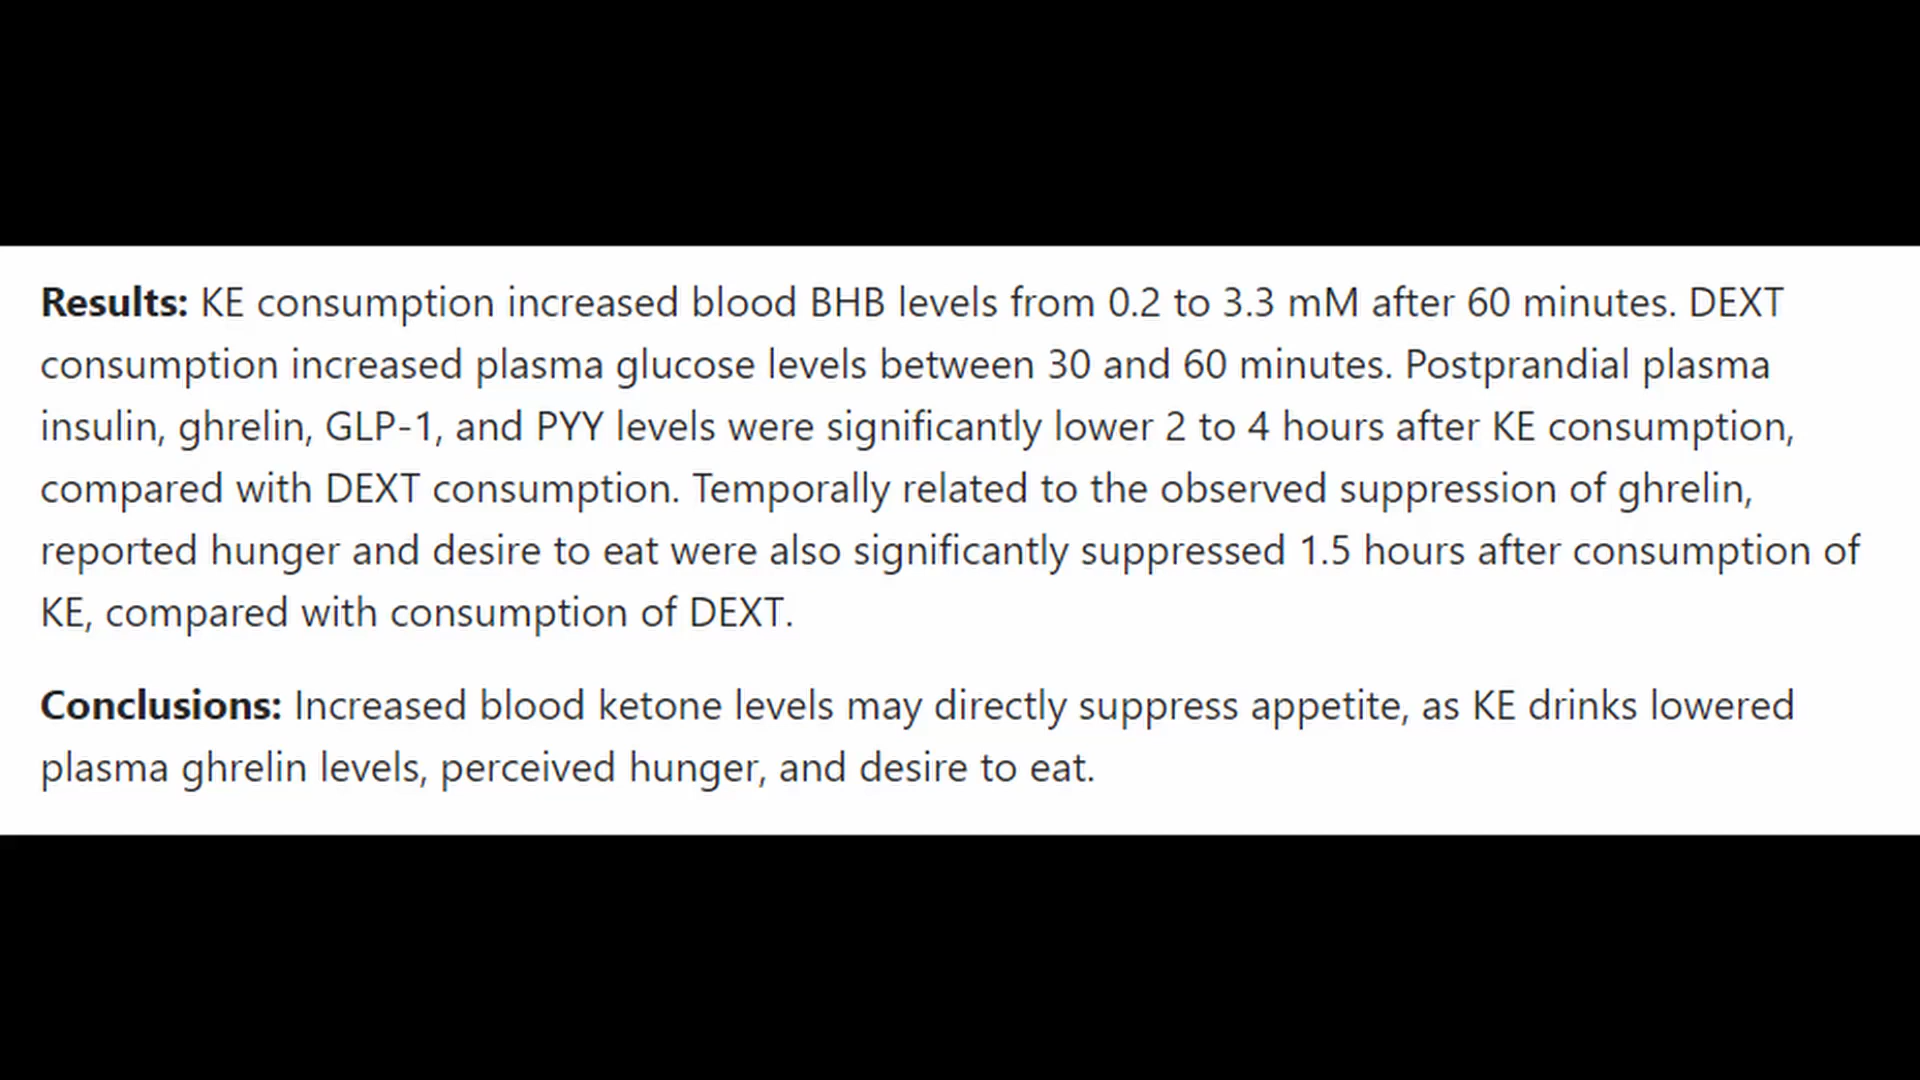 Results: KE consumption increased blood BHB levels from 0.2 to 3.3 mM after 60 minutes. DEXT
consumption increased plasma glucose levels between 30 and 60 minutes. Postprandial plasma
insulin, ghrelin, GLP-1, and PYY levels were significantly lower 2 to 4 hours after KE consumption,
compared with DEXT consumption. Temporally related to the observed suppression of ghrelin,
reported hunger and desire to eat were also significantly suppressed 1.5 hours after consumption of
KE, compared with consumption of DEXT.
Conclusions: Increased blood ketone levels may directly suppress appetite, as KE drinks lowered
plasma ghrelin levels, perceived hunger, and desire to eat.